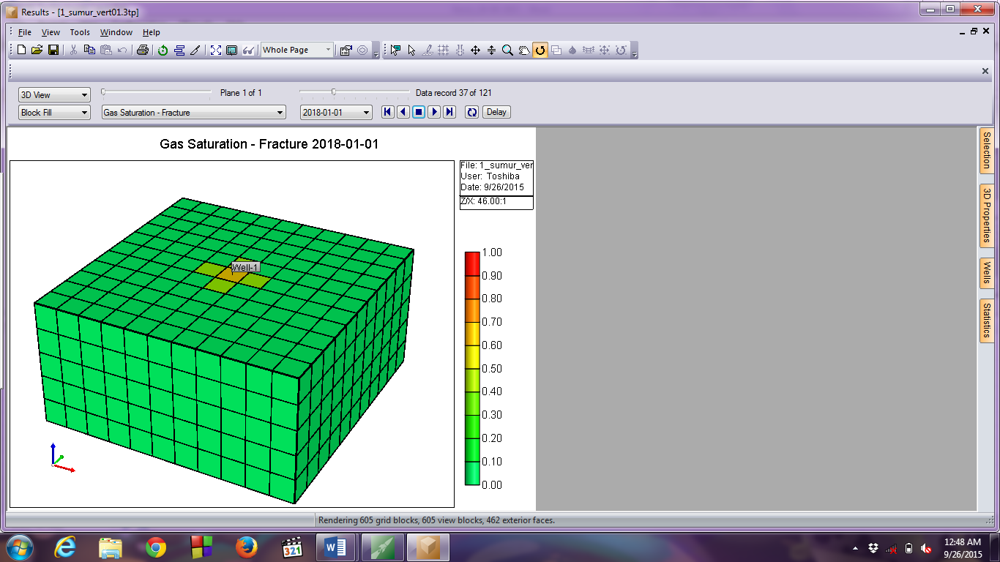 Results - [1_sumur_vert01.3tp]
File View Tools Window Help
Whole Page
3D View
Plane 1 of 1
Data record 37 of 121
Block Fill
Gas Saturation - Fracture
2018-01-01
Delay
Gas Saturation - Fracture 2018-01-01
File: 1_sumur_ver
User: Toshiba
Date: 9/26/2015
Z/X: 46.00:1
Well-1
1.00
0.90
0.80
0.70
0.60
0.50
0.40
0.30
0.20
0.10
0.00
Selection
3D Properties
Wells
Statistics
Rendering 605 grid blocks, 605 view blocks, 462 exterior faces.
321
12:48 AM
9/26/2015